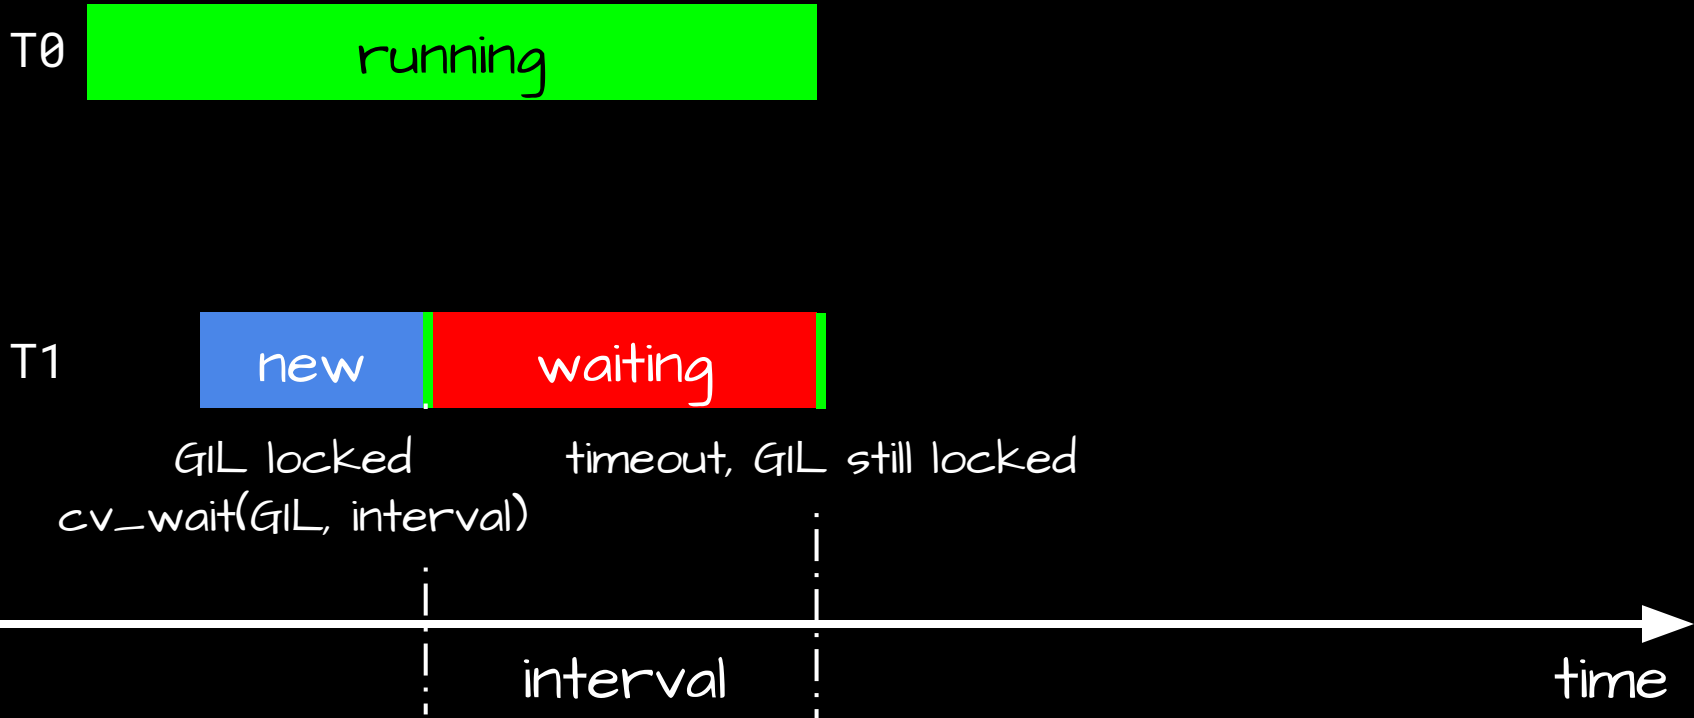 T0
running
T1
new
waiting
GIL locked
cv_wait(GIL, interval)
timeout, GIL still locked
interval
time